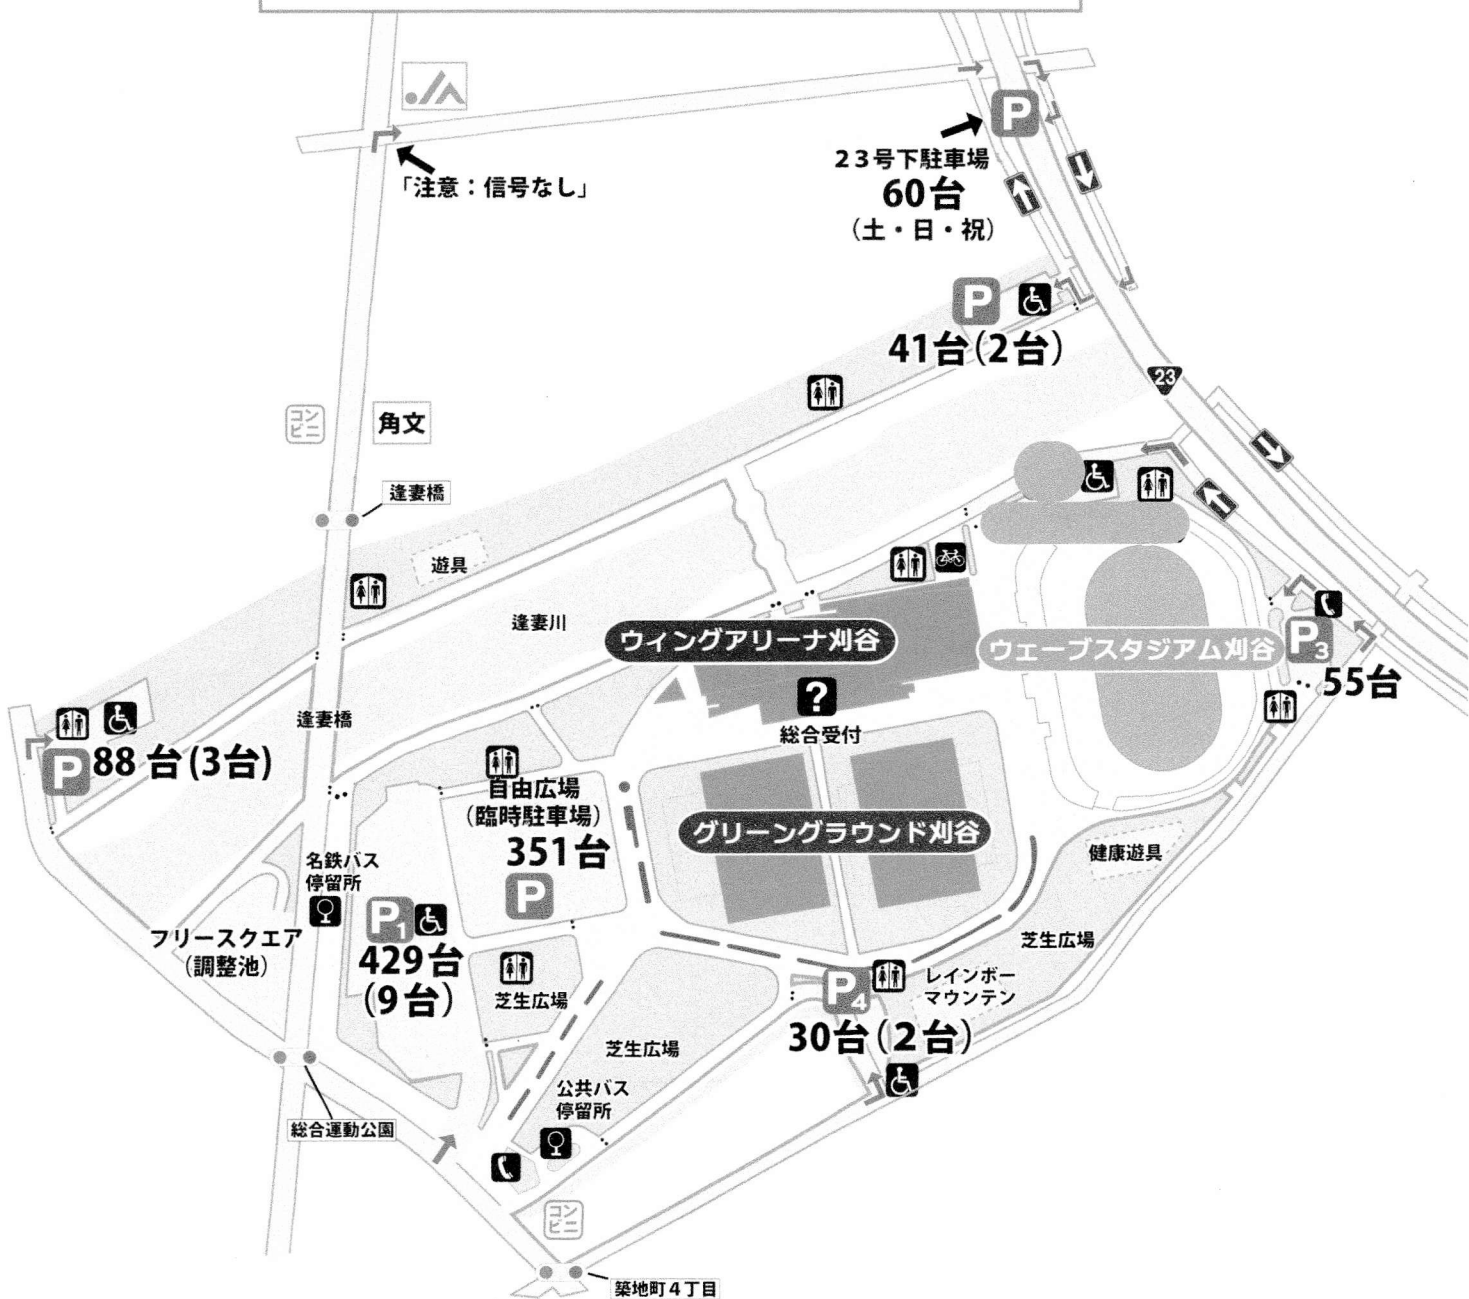 P
23号下駐車場
60台
(土・日・祝)
「注意：信号なし」
P
41台(2台)
23
コン
ビニ
角文
逢妻橋
遊具
逢妻川
ウィングアリーナ刈谷
ウェーブスタジアム刈谷
P3
55台
?
総合受付
逢妻橋
P
88台(3台)
自由広場
(臨時駐車場)
351台
P
グリーングラウンド刈谷
健康遊具
名鉄バス
停留所
P1
429台
(9台)
フリースクエア
(調整池)
芝生広場
芝生広場
P4
レインボー
マウンテン
30台(2台)
芝生広場
公共バス
停留所
総合運動公園
コン
ビニ
築地町4丁目